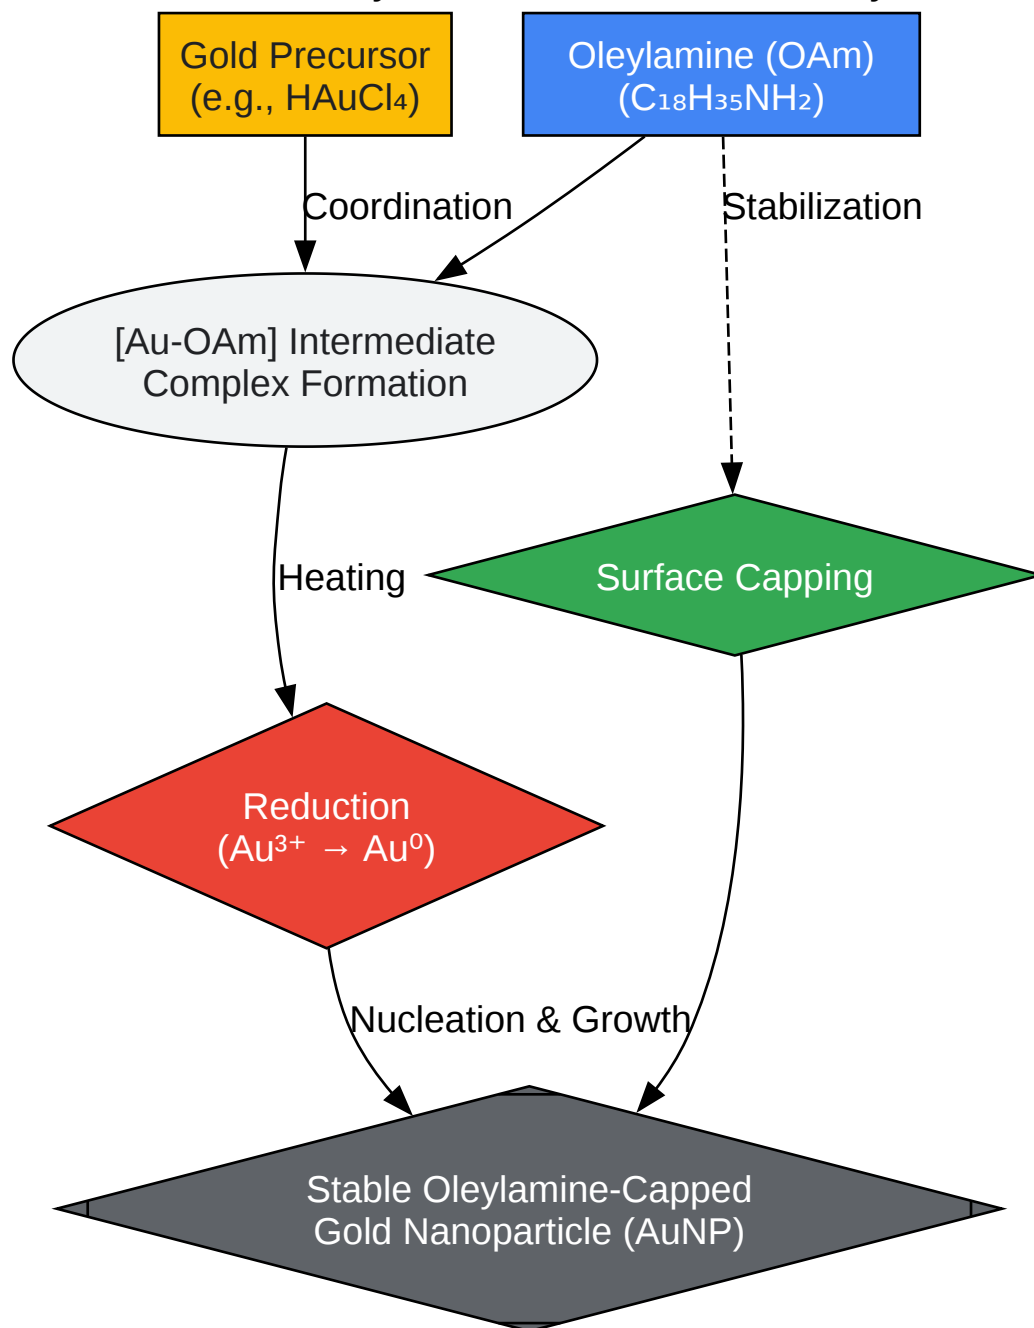 Gold Precursor
(e.g., HAuCl₄)
Oleylamine (OAm)
(C₁₈H₃₅NH₂)
Coordination
Stabilization
[Au-OAm] Intermediate
Complex Formation
Heating
Surface Capping
Reduction
(Au³⁺ → Au⁰)
Nucleation & Growth
Stable Oleylamine-Capped
Gold Nanoparticle (AuNP)